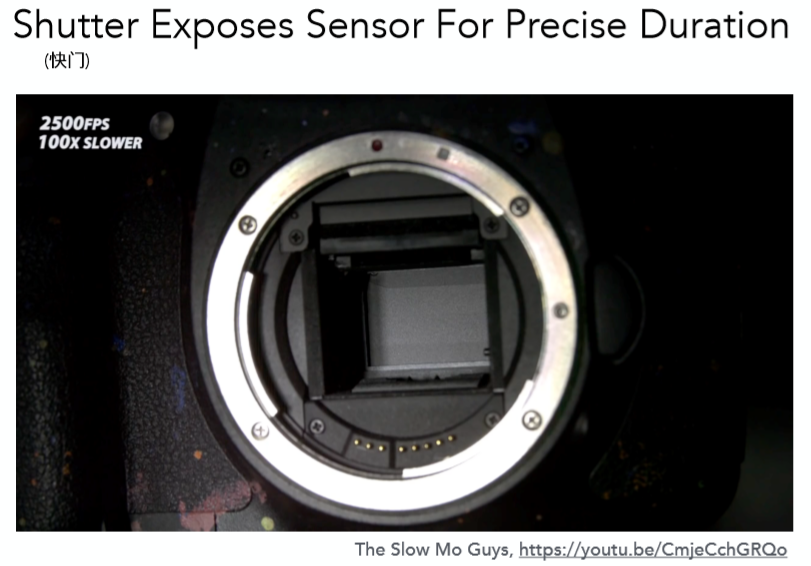 Shutter Exposes Sensor For Precise Duration
(快门)
2500FPS
100X SLOWER
The Slow Mo Guys, https://youtu.be/CmjeCchGRQo